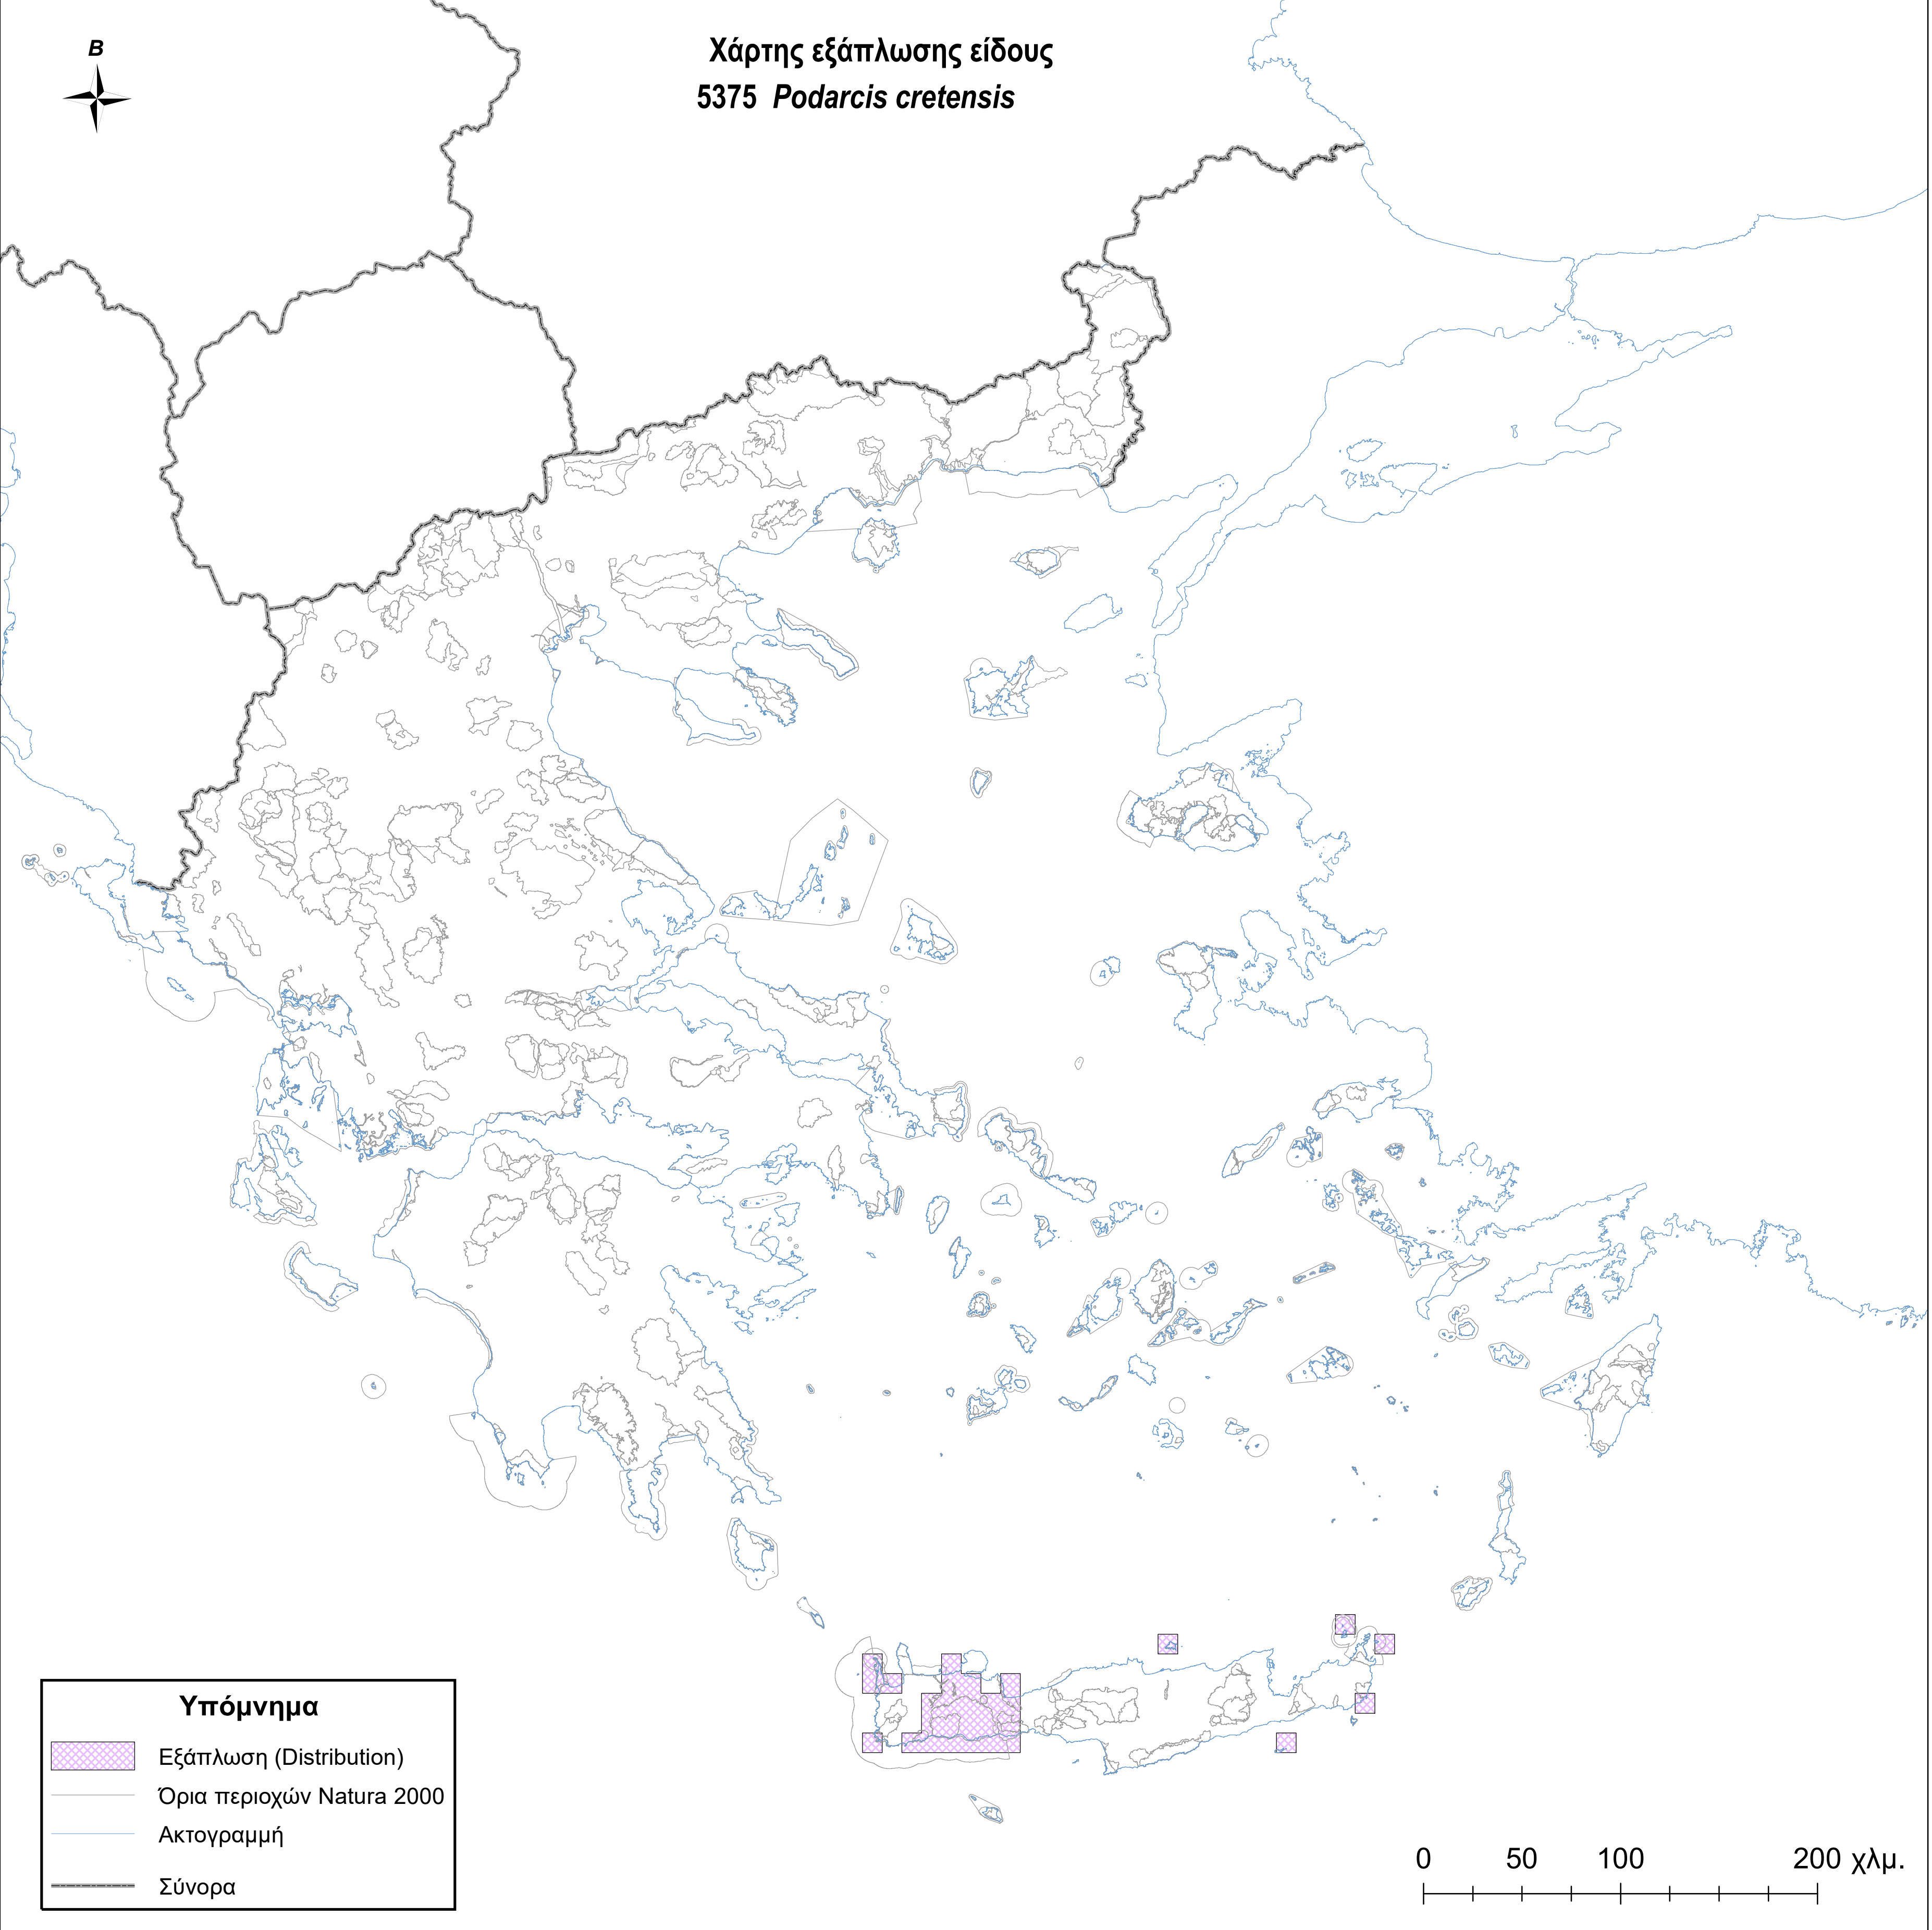 Χάρτης εξάπλωσης είδους
5375 Podarcis cretensis
Β
Υπόμνημα
Εξάπλωση (Distribution)
Όρια περιοχών Natura 2000
Ακτογραμμή
Σύνορα
0 50 100 200 χλμ.